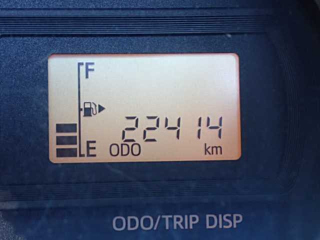 F
22414
E ODO km
ODO/TRIP DISP